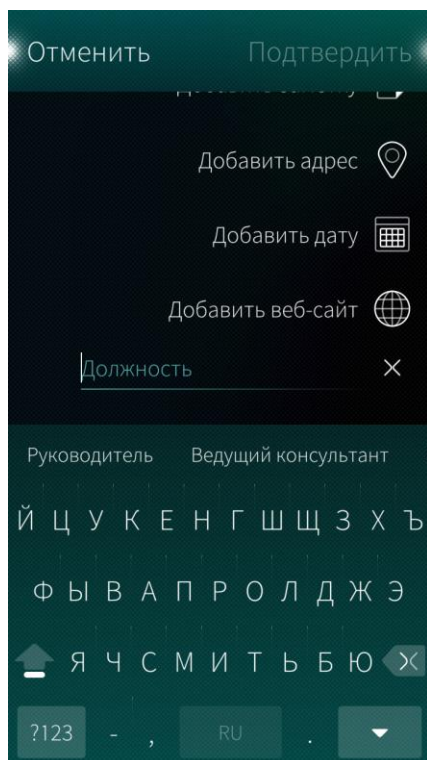 Отменить Подтвердить
Добавить адрес
Добавить дату
Добавить веб-сайт
Должность
Руководитель Ведущий консультант
Й Ц У К Е Н Г Ш Щ З Х Ъ
Ф Ы В А П Р О Л Д Ж Э
Я Ч С М И Т Ь Б Ю
?123 - , RU .